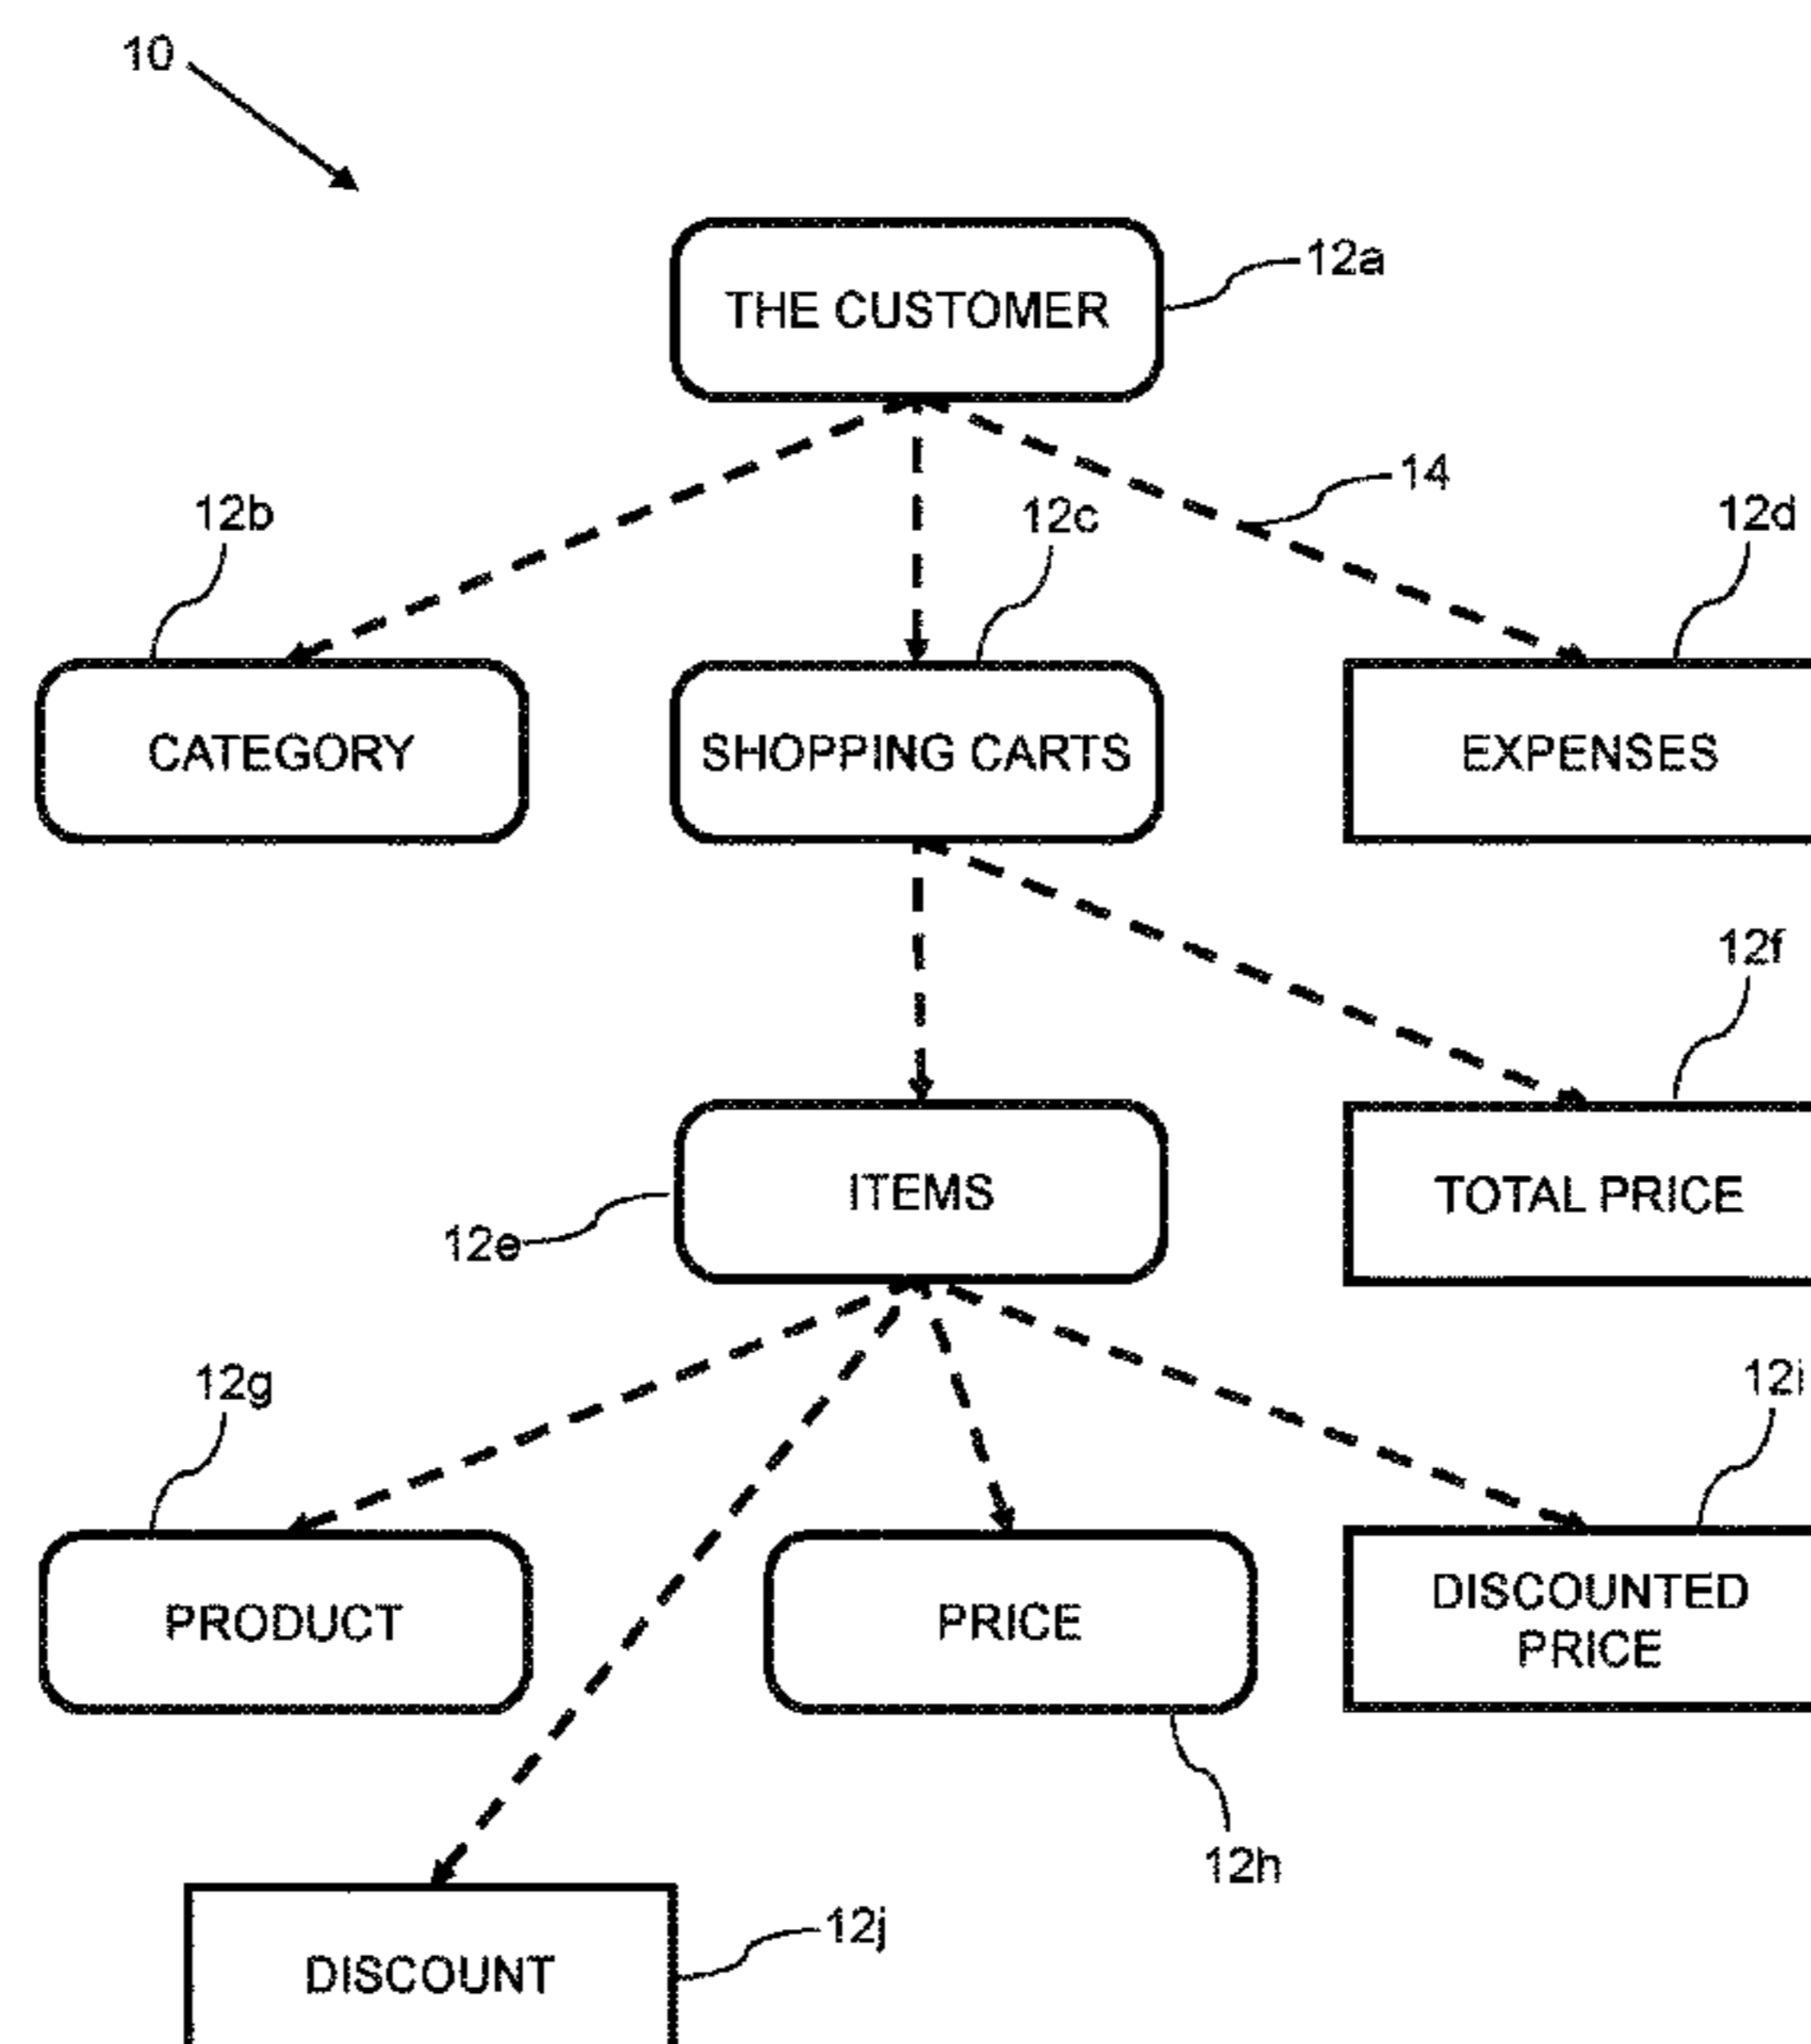 10
THE CUSTOMER
12a
14
12b
12c
12d
CATEGORY
SHOPPING CARTS
EXPENSES
12f
ITEMS
TOTAL PRICE
12e
12g
12i
PRODUCT
PRICE
DISCOUNTED
PRICE
12h
12j
DISCOUNT